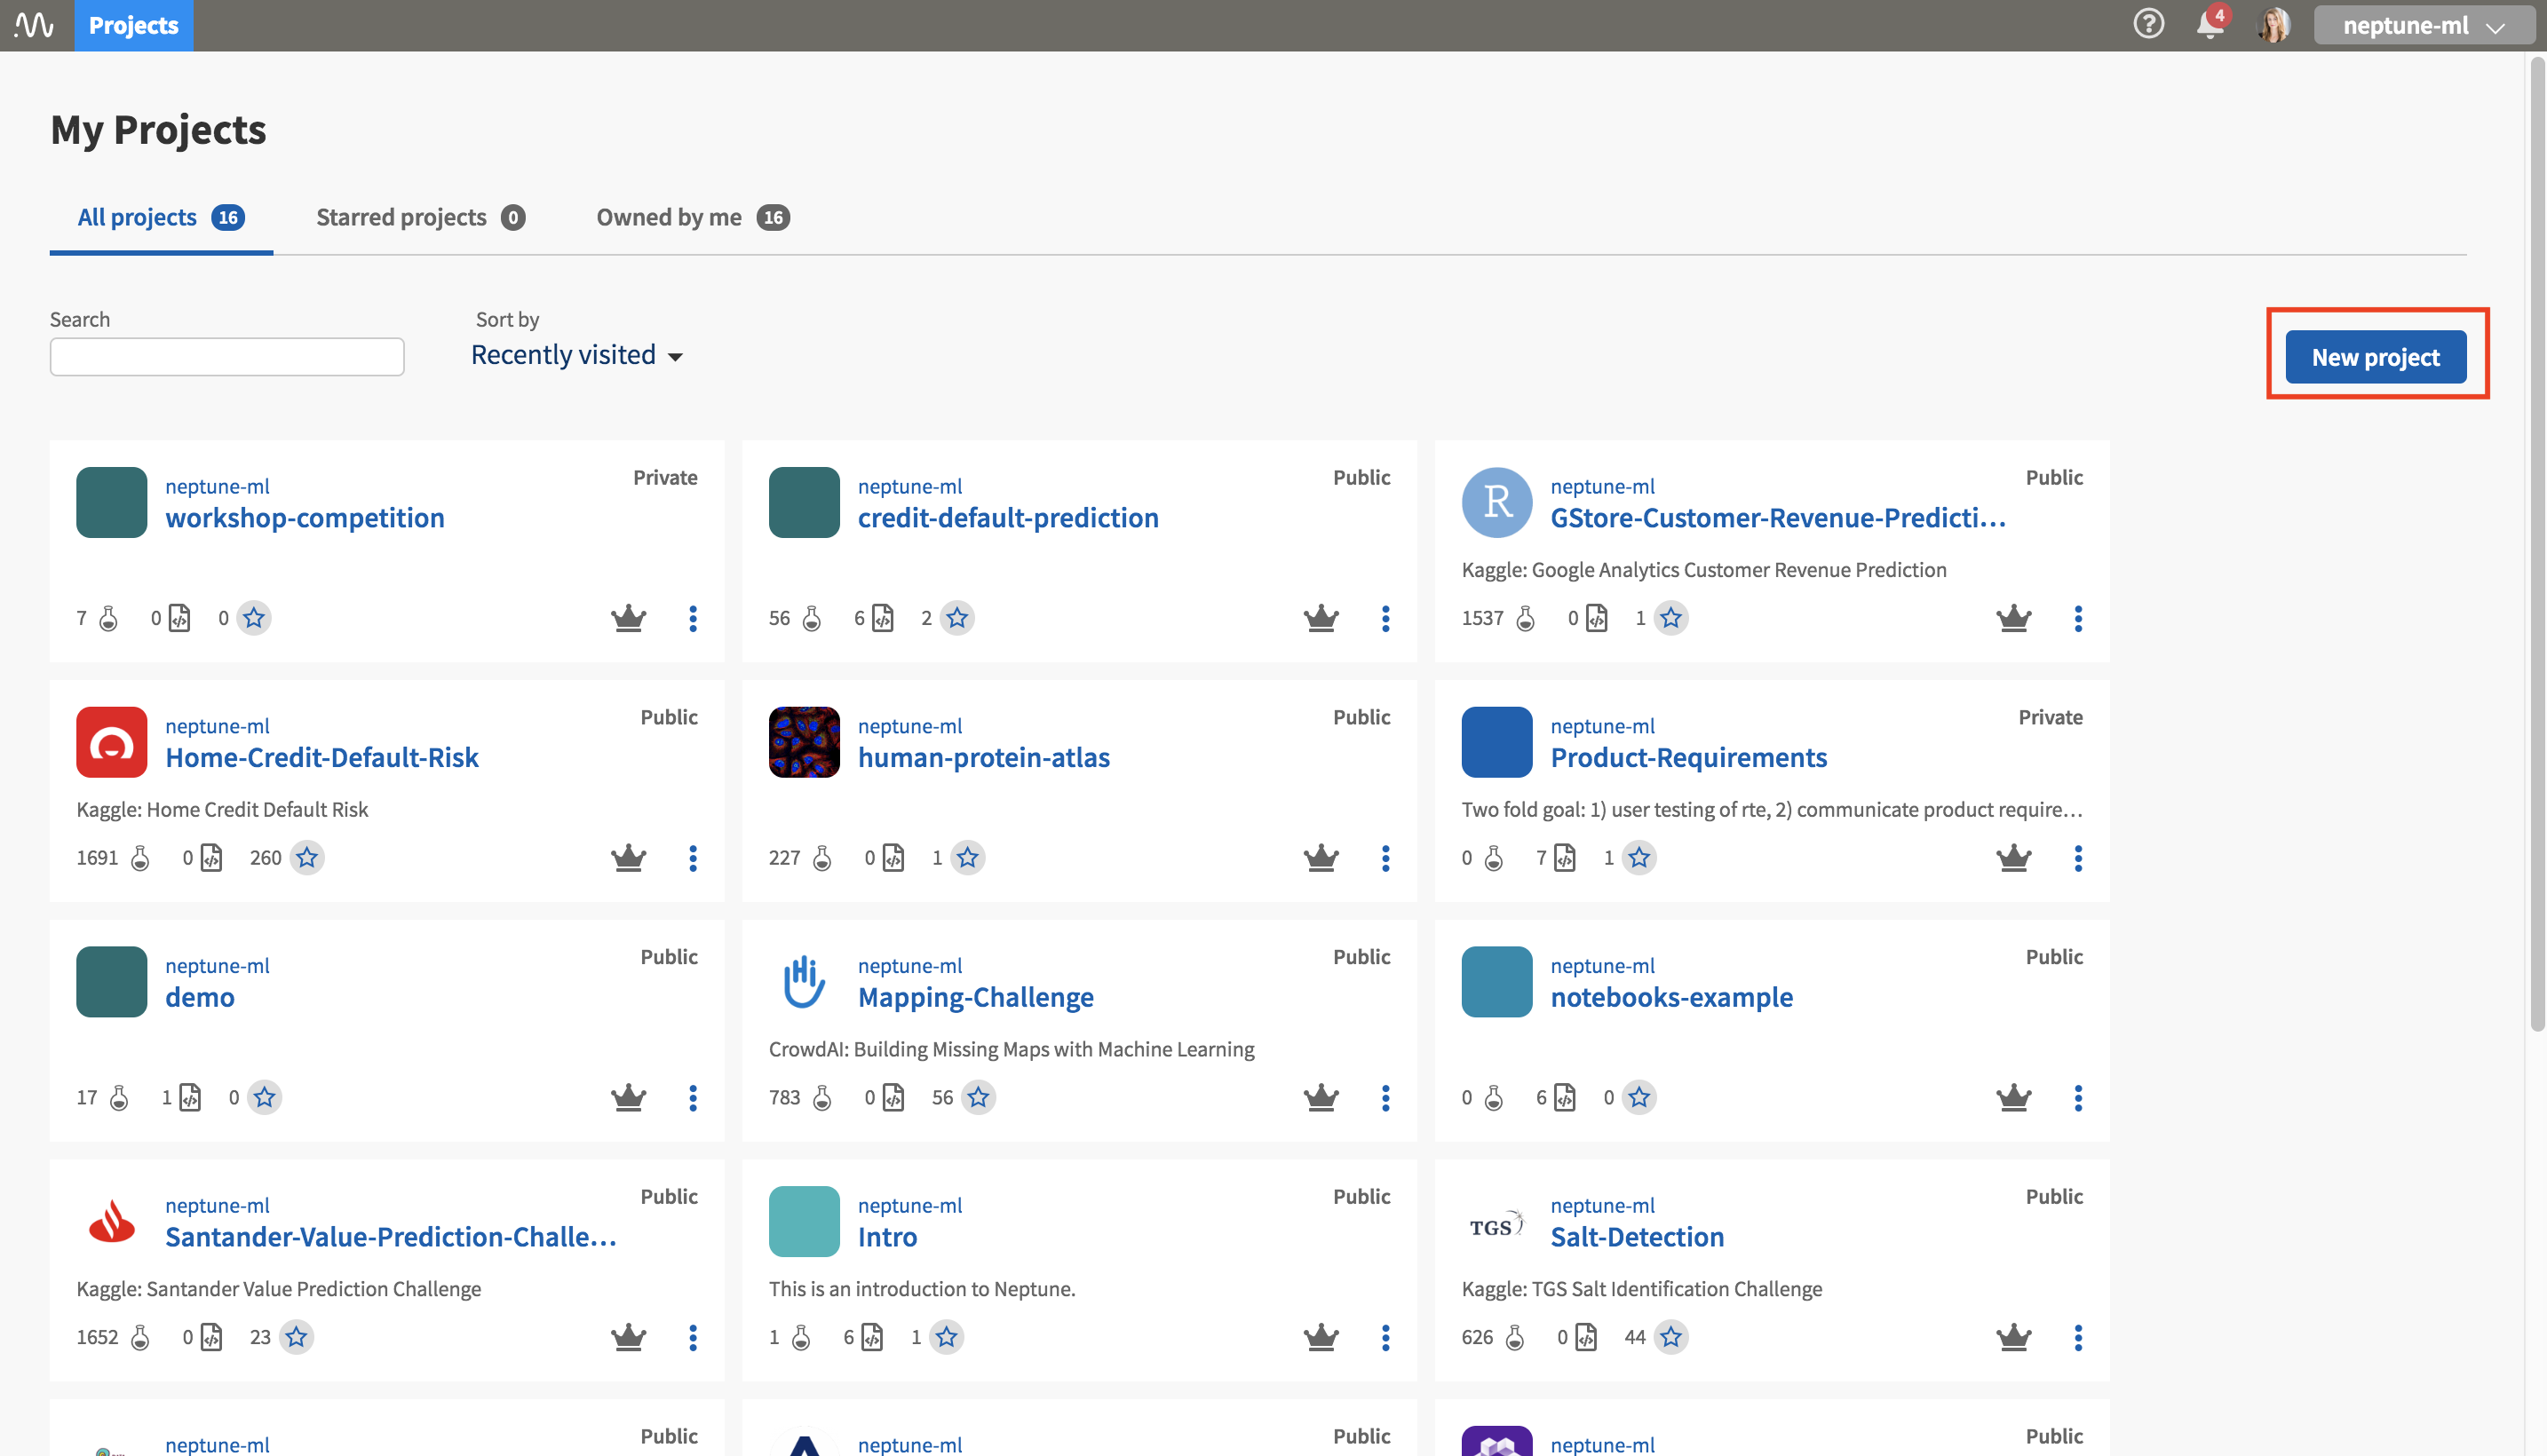 Projects
4
neptune-ml
My Projects
All projects 16
Starred projects 0
Owned by me 16
Search
Sort by
Recently visited
New project
neptune-ml
Private
workshop-competition
7 0 0
neptune-ml
Public
credit-default-prediction
56 6 2
R
neptune-ml
Public
GStore-Customer-Revenue-Predicti...
Kaggle: Google Analytics Customer Revenue Prediction
1537 0 1
neptune-ml
Public
Home-Credit-Default-Risk
Kaggle: Home Credit Default Risk
1691 0 260
neptune-ml
Public
human-protein-atlas
227 0 1
neptune-ml
Private
Product-Requirements
Two fold goal: 1) user testing of rte, 2) communicate product require...
0 7 1
neptune-ml
Public
demo
17 1 0
Hi
neptune-ml
Public
Mapping-Challenge
CrowdAI: Building Missing Maps with Machine Learning
783 0 56
neptune-ml
Public
notebooks-example
0 6 0
neptune-ml
Public
Santander-Value-Prediction-Challe...
Kaggle: Santander Value Prediction Challenge
1652 0 23
neptune-ml
Public
Intro
This is an introduction to Neptune.
1 6 1
TGS
neptune-ml
Public
Salt-Detection
Kaggle: TGS Salt Identification Challenge
626 0 44
neptune-ml
Public
neptune-ml
Public
neptune-ml
Public